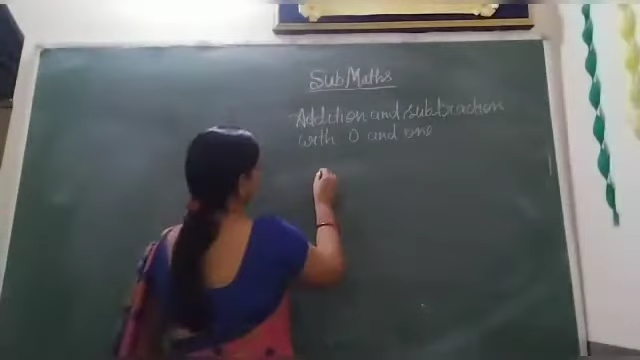 Sub Maths
Addition and subtraction
with 0 and one